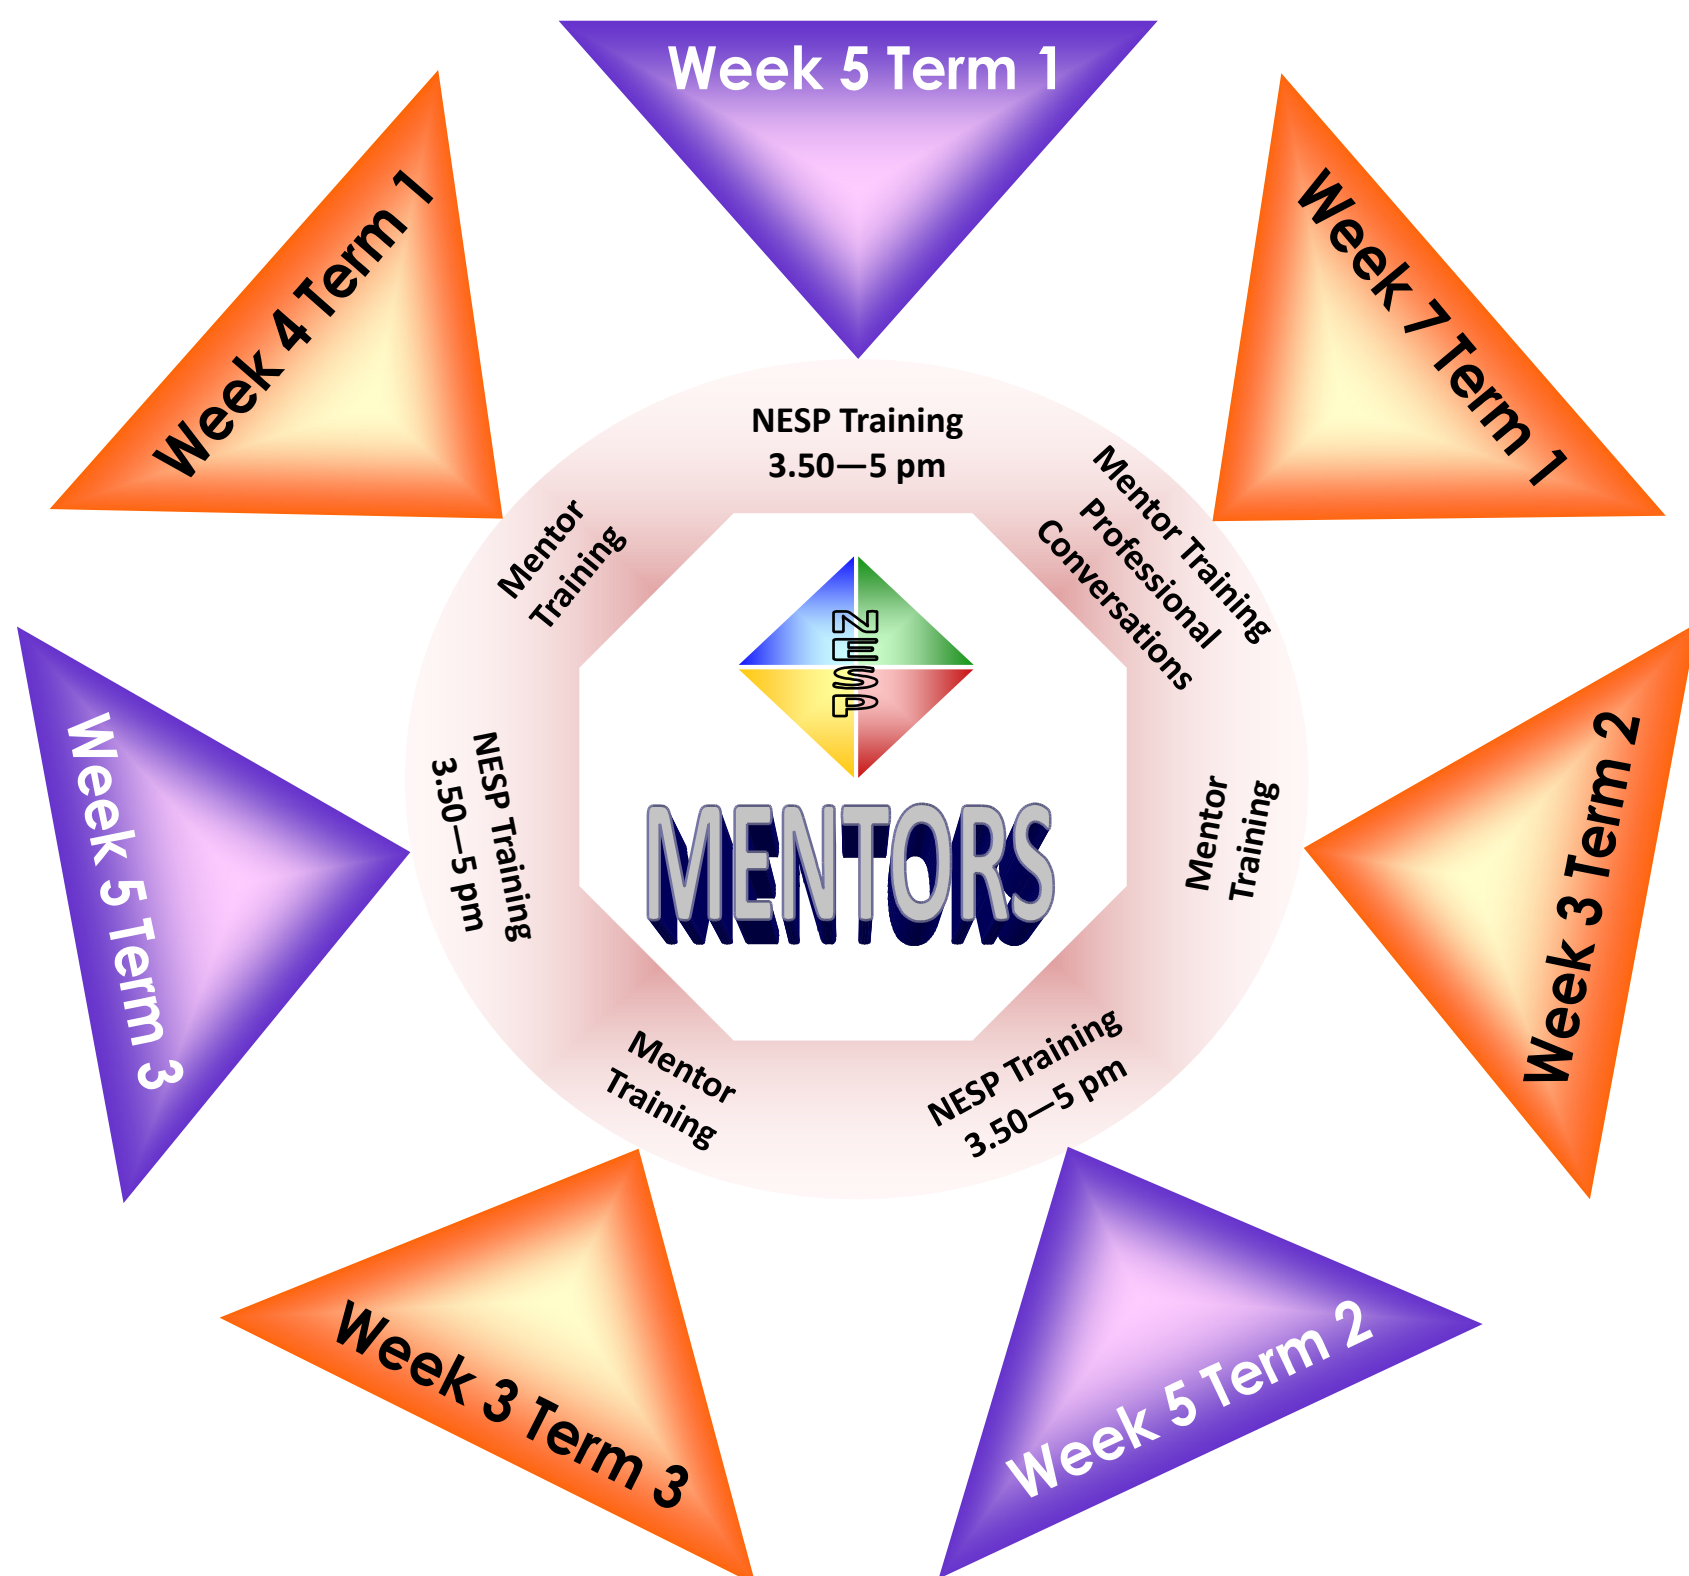 Week 5 Term 1
NESP Training
3.50—5 pm
Week 7 Term 1
Mentor Training
Professional
Conversations
Week 3 Term 2
Mentor
Training
Week 5 Term 2
NESP Training
3.50—5 pm
Week 3 Term 3
Mentor
Training
Week 5 Term 3
NESP Training
3.50—5 pm
Week 4 Term 1
Mentor
Training
NESP
MENTORS